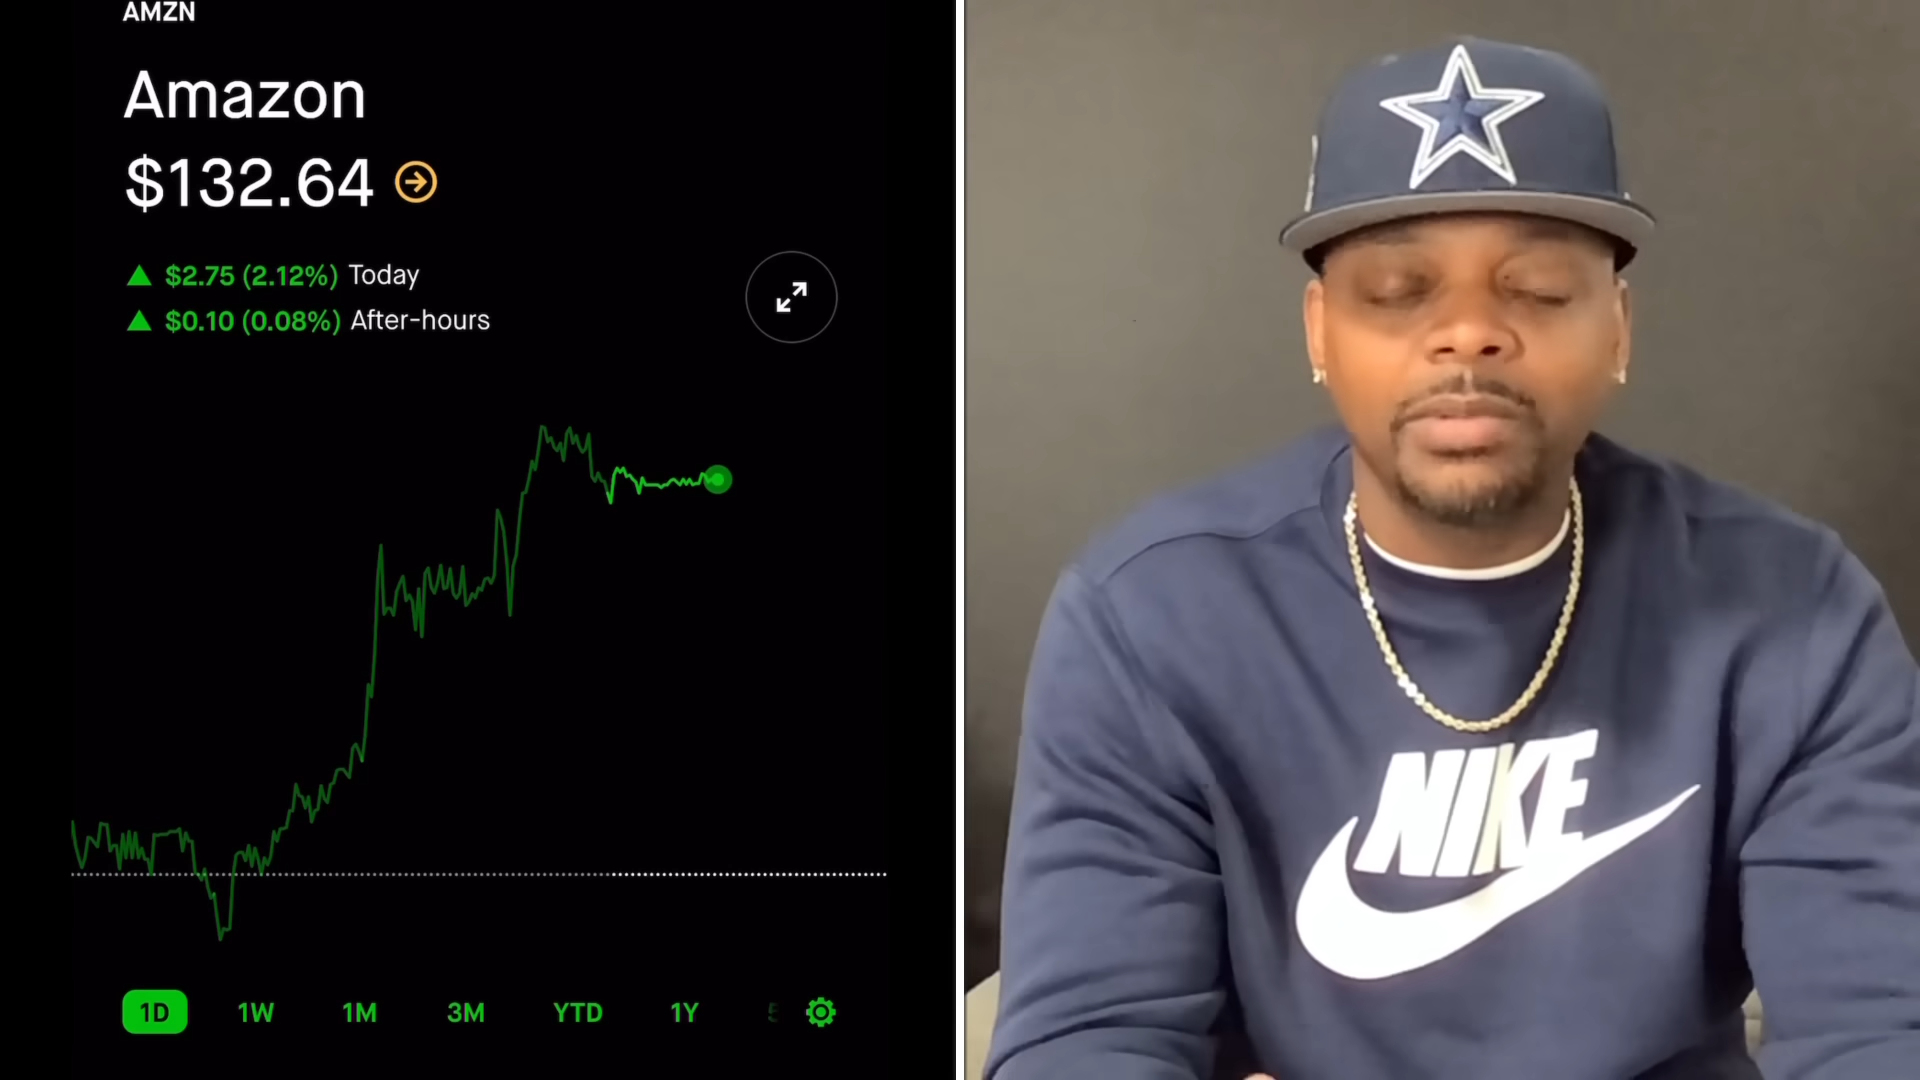 AMZN
Amazon
$132.64
$2.75 (2.12%) Today
$0.10 (0.08%) After-hours
1D 1W 1M 3M YTD 1Y 5
NIKE